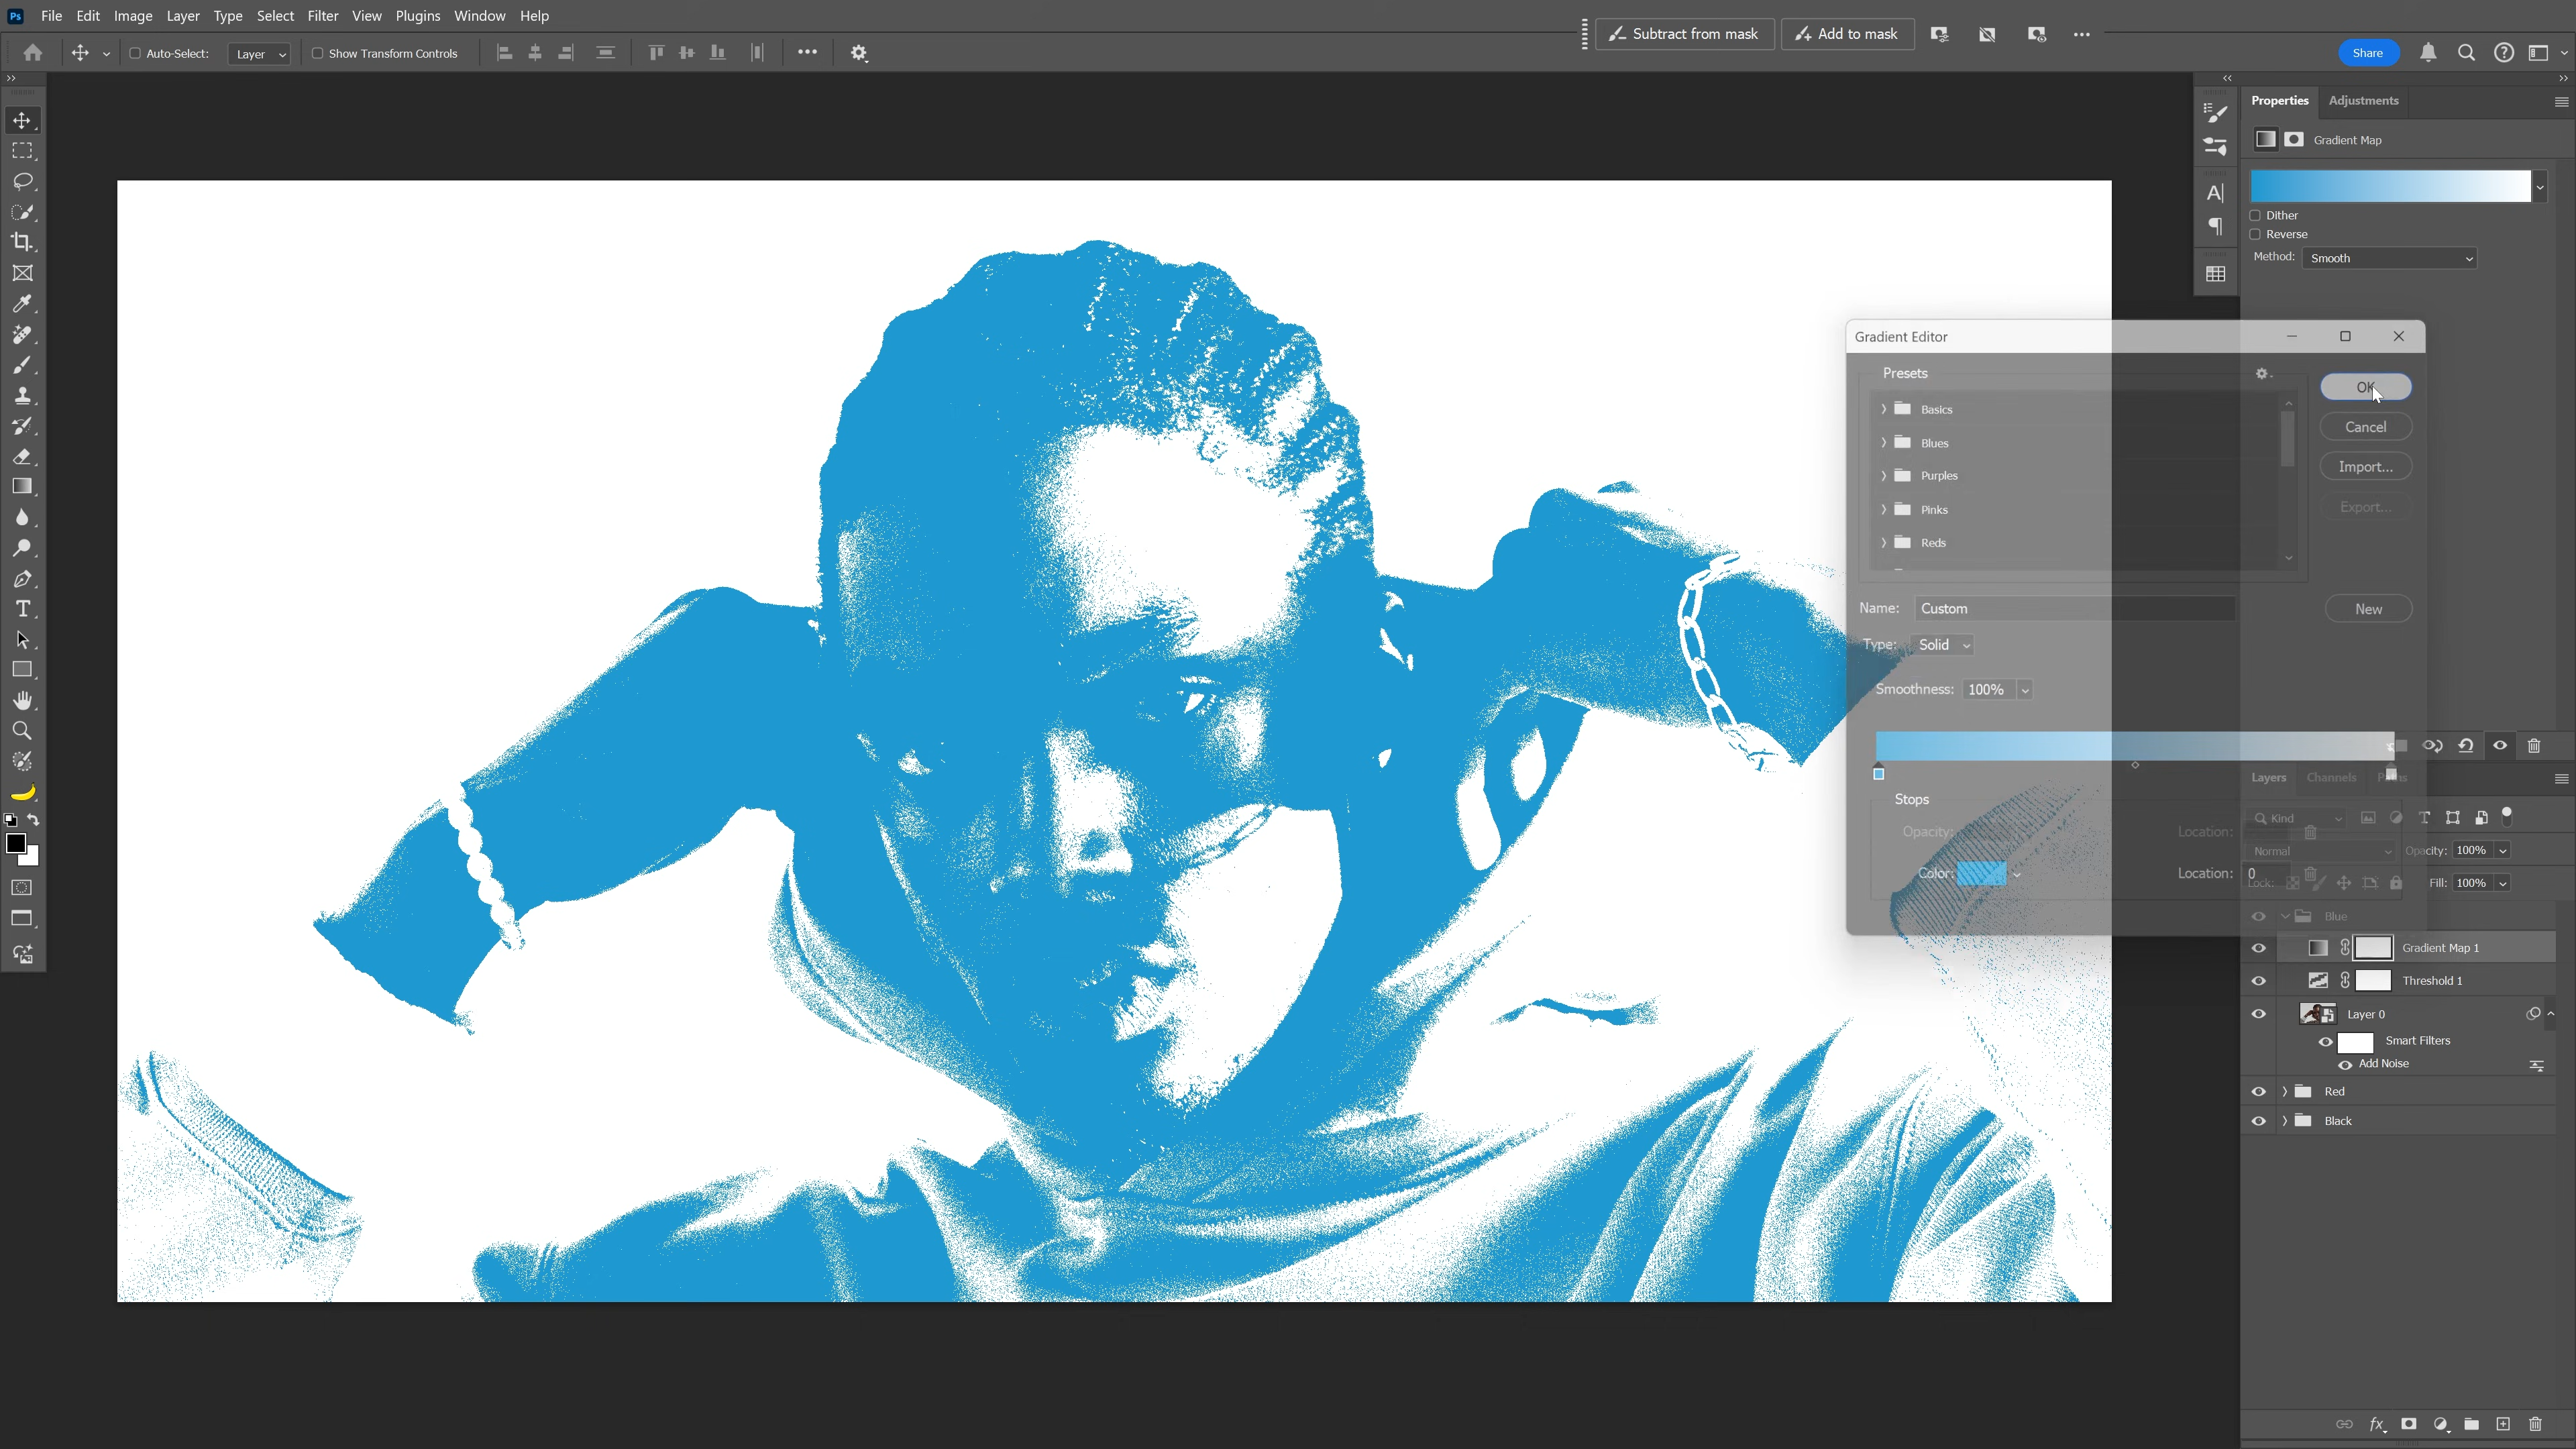 Ps File Edit Image Layer Type Select Filter View Plugins Window Help
Subtract from mask Add to mask
Auto-Select: Layer Show Transform Controls
Share
Properties Adjustments
Gradient Map
Dither
Reverse
Method: Smooth
Gradient Editor
Presets
OK
Basics
Cancel
Blues
Import...
Purples
Export...
Pinks
Reds
Name: Custom
New
Type: Solid
Smoothness: 100%
Layers Channels
Stops
Kind
Opacity: Location:
Normal Opacity: 100%
Color: Location: 0
Lock: Fill: 100%
Blue
Gradient Map 1
Threshold 1
Layer 0
Smart Filters
Add Noise
Red
Black
fx